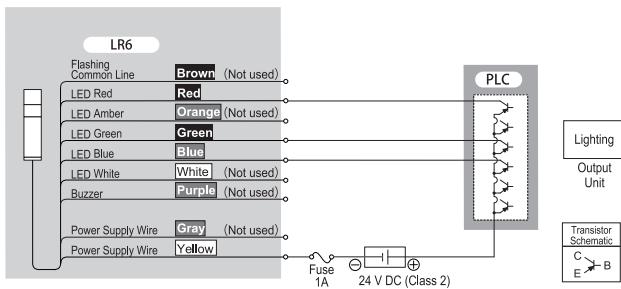 LR6
Flashing
Common Line Brown (Not used)
LED Red Red
LED Amber Orange (Not used)
LED Green Green
LED Blue Blue
LED White White (Not used)
Buzzer Purple (Not used)
Power Supply Wire Gray (Not used)
Power Supply Wire Yellow
Fuse
1A
⊖ ⊕
24 V DC (Class 2)
PLC
Lighting
Output
Unit
Transistor
Schematic
C
B
E